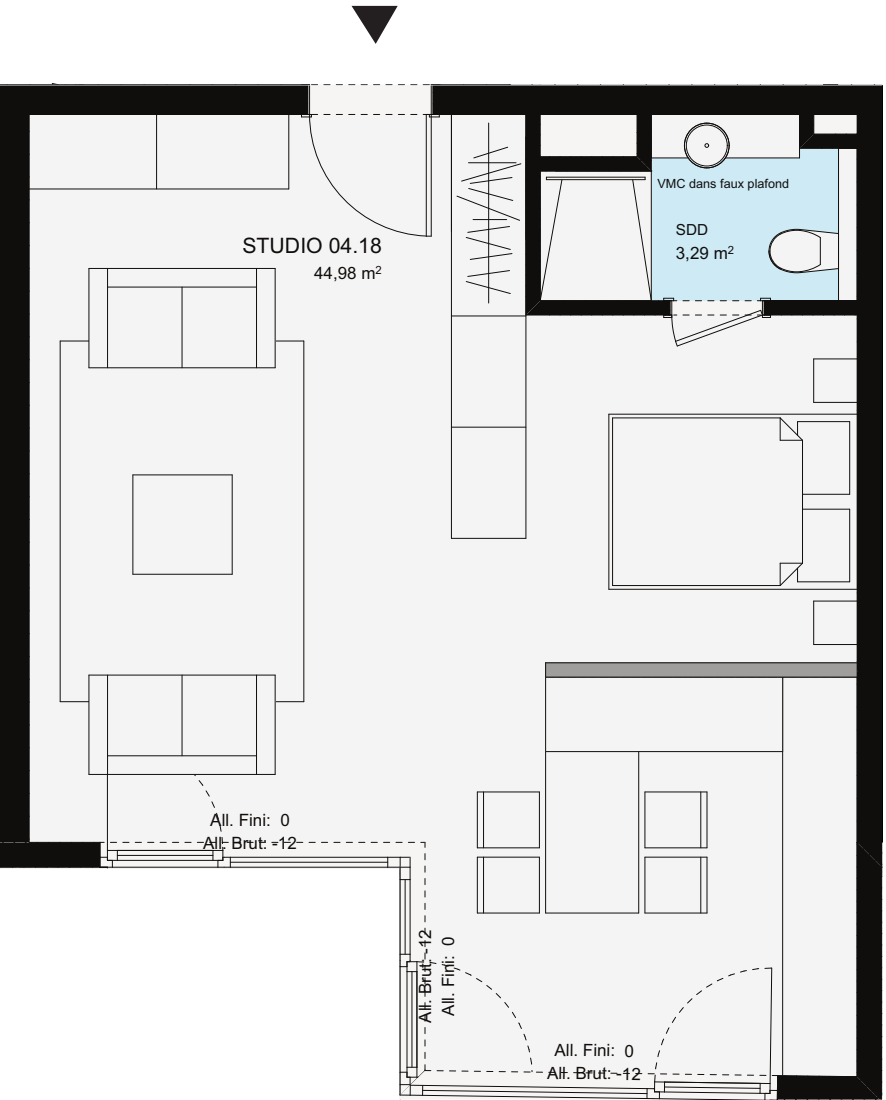 VMC dans faux plafond
SDD
3,29 m²
STUDIO 04.18
44,98 m²
All. Fini: 0
All. Brut: -12
All. Brut: -12
All. Fini: 0
All. Fini: 0
All. Brut: -12